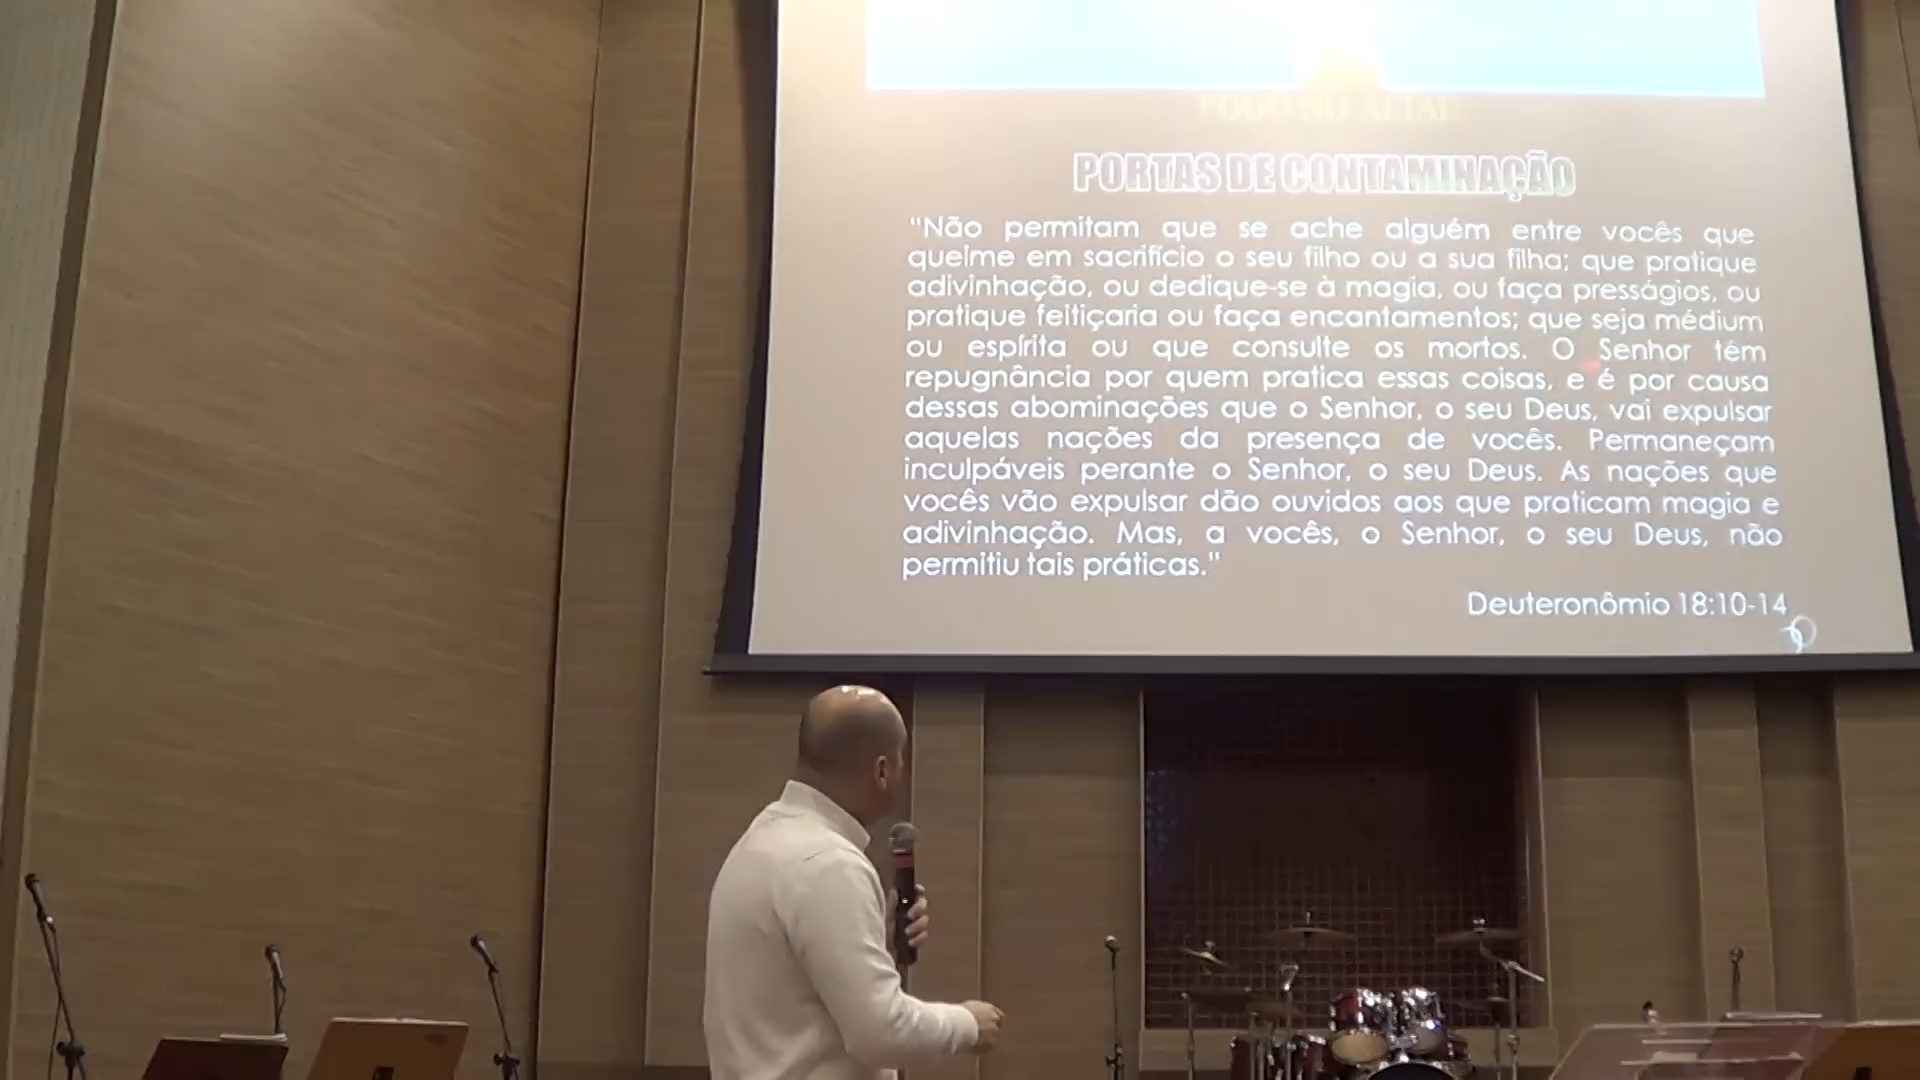 FOGO NO ALTAR
PORTAS DE CONTAMINAÇÃO
"Não permitam que se ache alguém entre vocês que
queime em sacrifício o seu filho ou a sua filha; que pratique
adivinhação, ou dedique-se à magia, ou faça presságios, ou
pratique feitiçaria ou faça encantamentos; que seja médium
ou espírita ou que consulte os mortos. O Senhor têm
repugnância por quem pratica essas coisas, e é por causa
dessas abominações que o Senhor, o seu Deus, vai expulsar
aquelas nações da presença de vocês. Permaneçam
inculpáveis perante o Senhor, o seu Deus. As nações que
vocês vão expulsar dão ouvidos aos que praticam magia e
adivinhação. Mas, a vocês, o Senhor, o seu Deus, não
permitiu tais práticas."
Deuteronômio 18:10-14